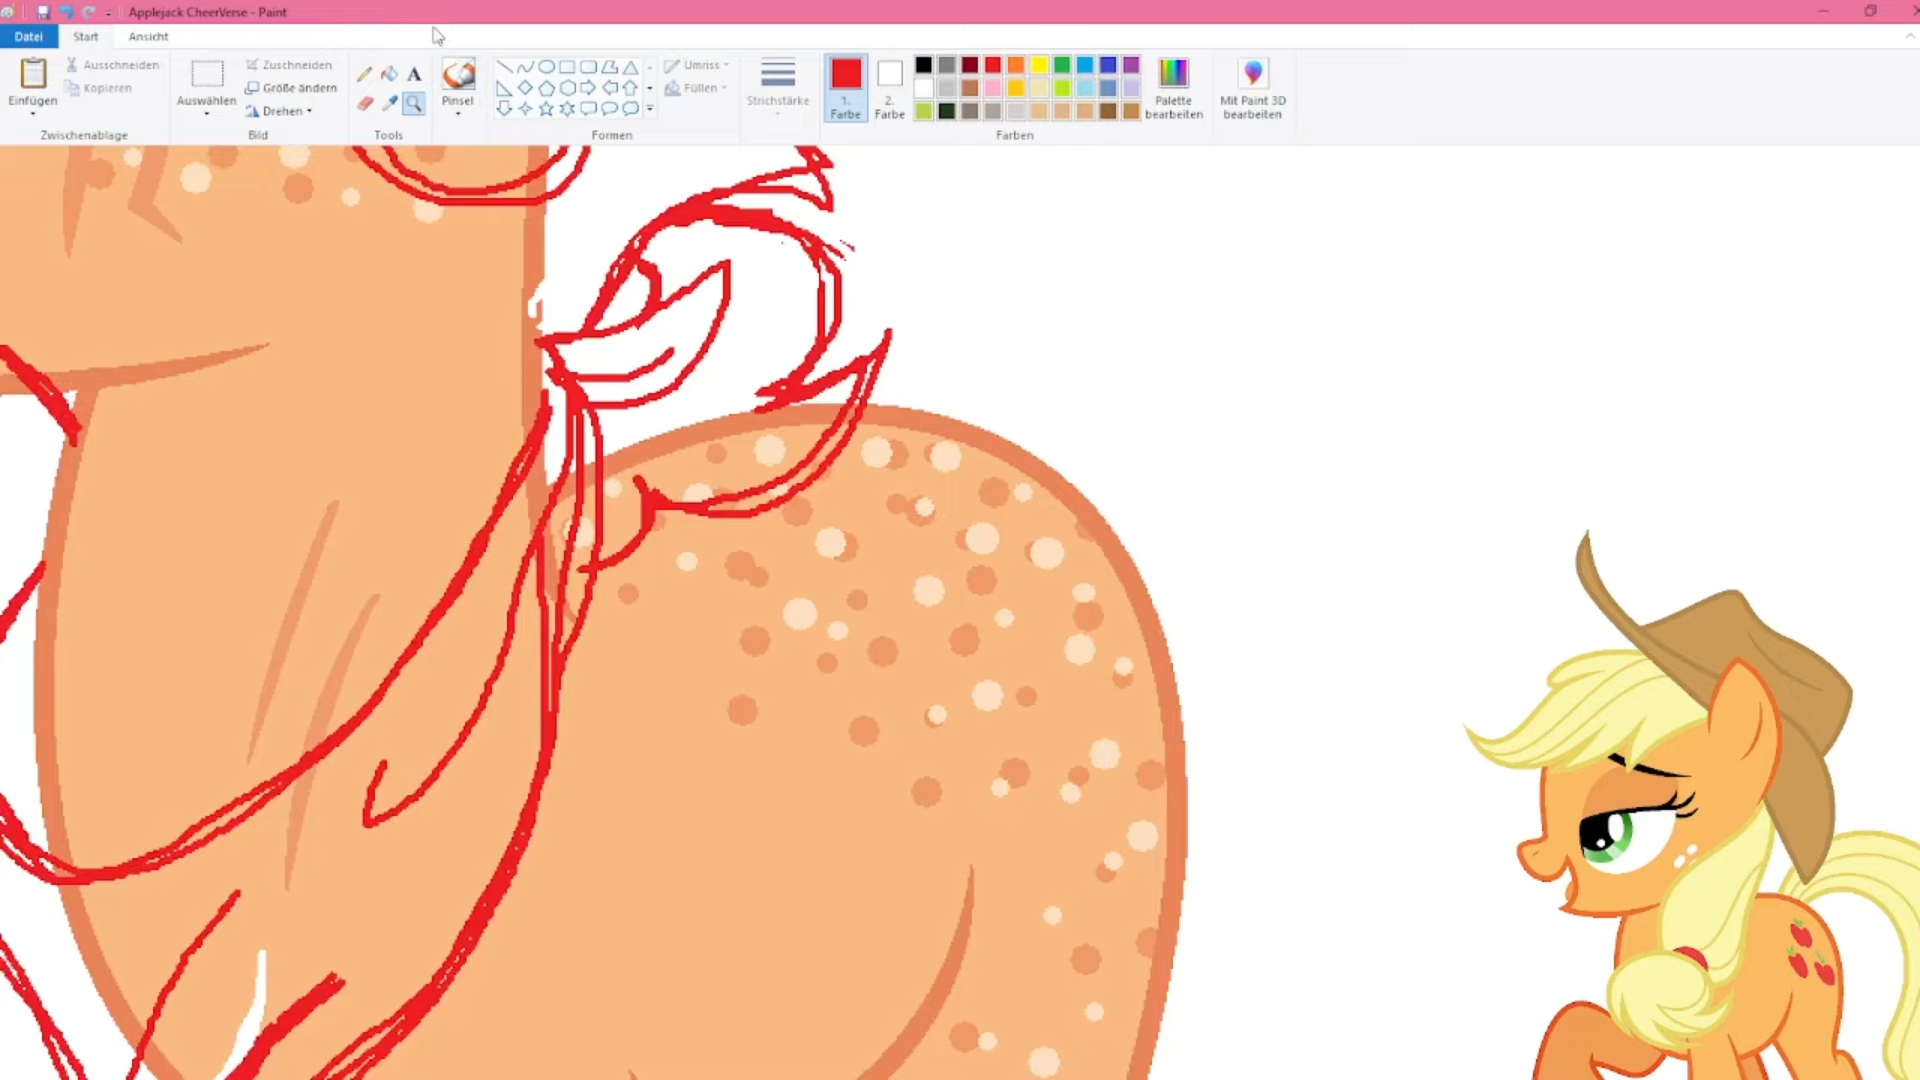 Applejack CheerVerse - Paint
Datei Start Ansicht
Einfügen
Ausschneiden
Kopieren
Zwischenablage
Auswählen
Zuschneiden
Größe ändern
Drehen
Bild
A
Tools
Pinsel
Formen
Umriss
Füllen
Strichstärke
1.
Farbe
2.
Farbe
Farben
Palette
bearbeiten
Mit Paint 3D
bearbeiten